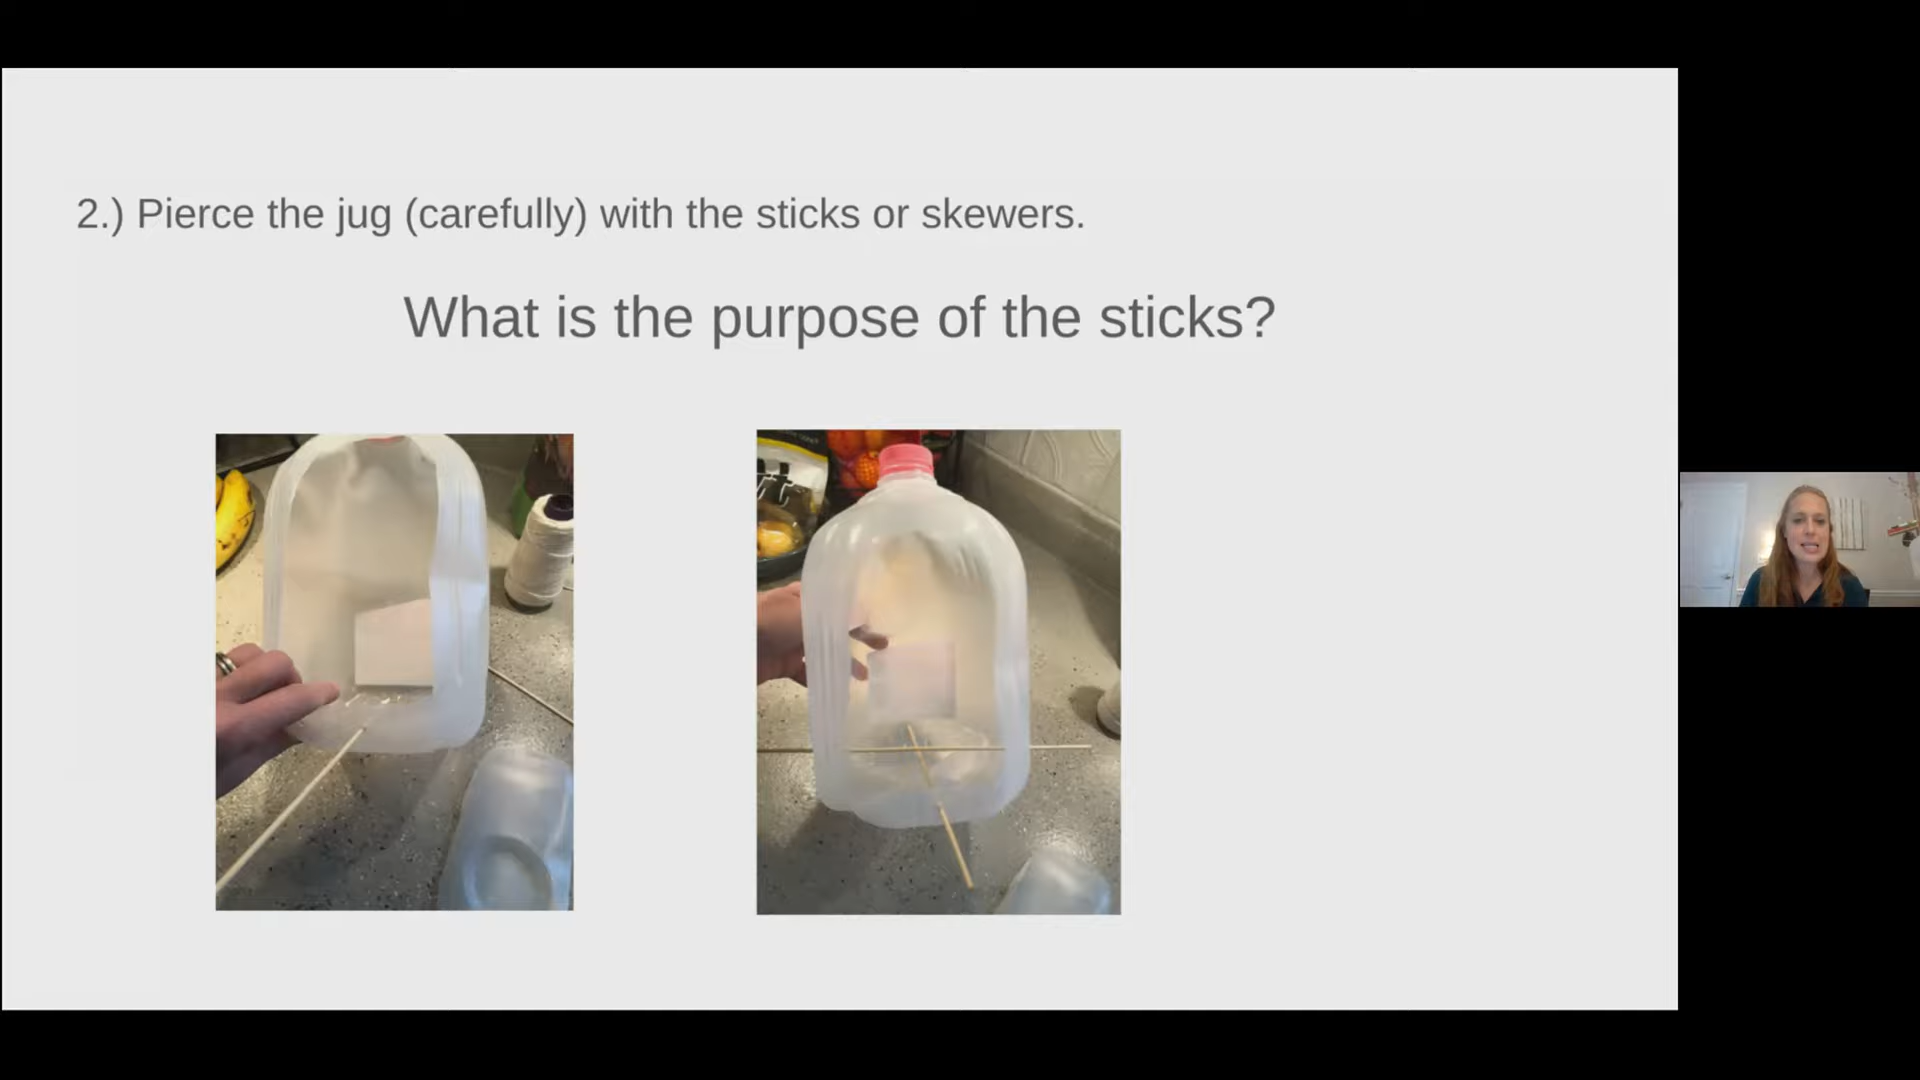 2.) Pierce the jug (carefully) with the sticks or skewers.
What is the purpose of the sticks?